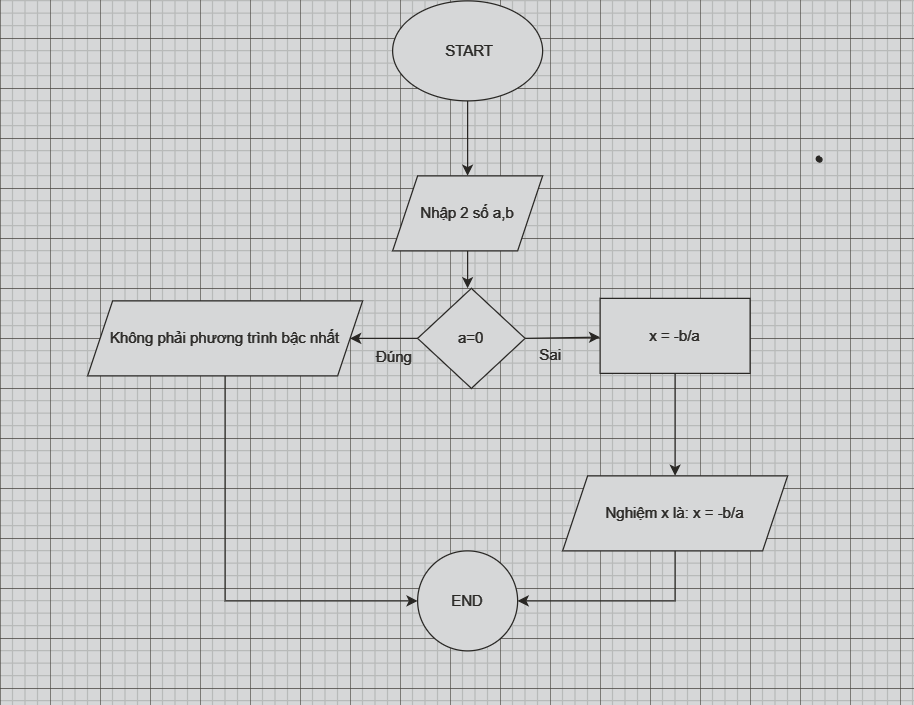 START
Nhập 2 số a,b
Không phải phương trình bậc nhất
a=0
x = -b/a
Đúng
Sai
Nghiệm x là: x = -b/a
END